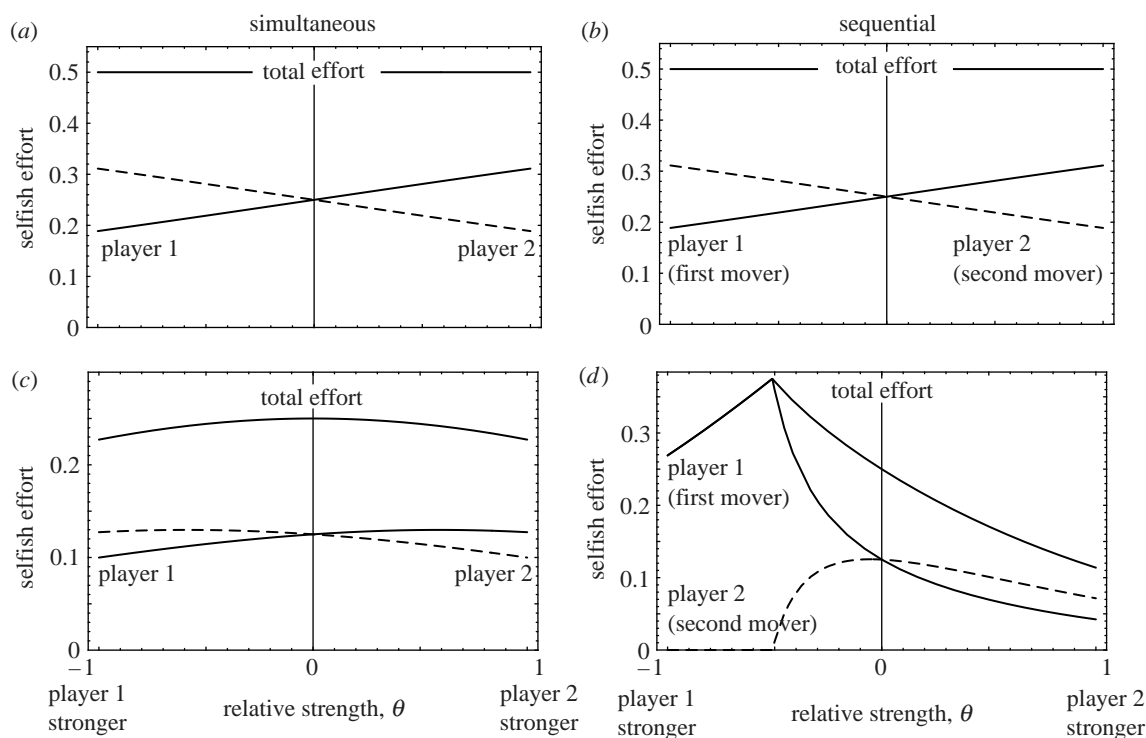 simultaneous
sequential
(a)
(b)
0.5
0.4
0.3
0.2
0.1
0
selfish effort
total effort
player 1
player 2
0.5
0.4
0.3
0.2
0.1
0
selfish effort
total effort
player 1
(first mover)
player 2
(second mover)
(c)
(d)
0.2
0.1
0
selfish effort
total effort
player 1
player 2
−1
0
1
player 1
stronger
relative strength, θ
player 2
stronger
0.3
0.2
0.1
0
selfish effort
total effort
player 1
(first mover)
player 2
(second mover)
−1
0
1
player 1
stronger
relative strength, θ
player 2
stronger